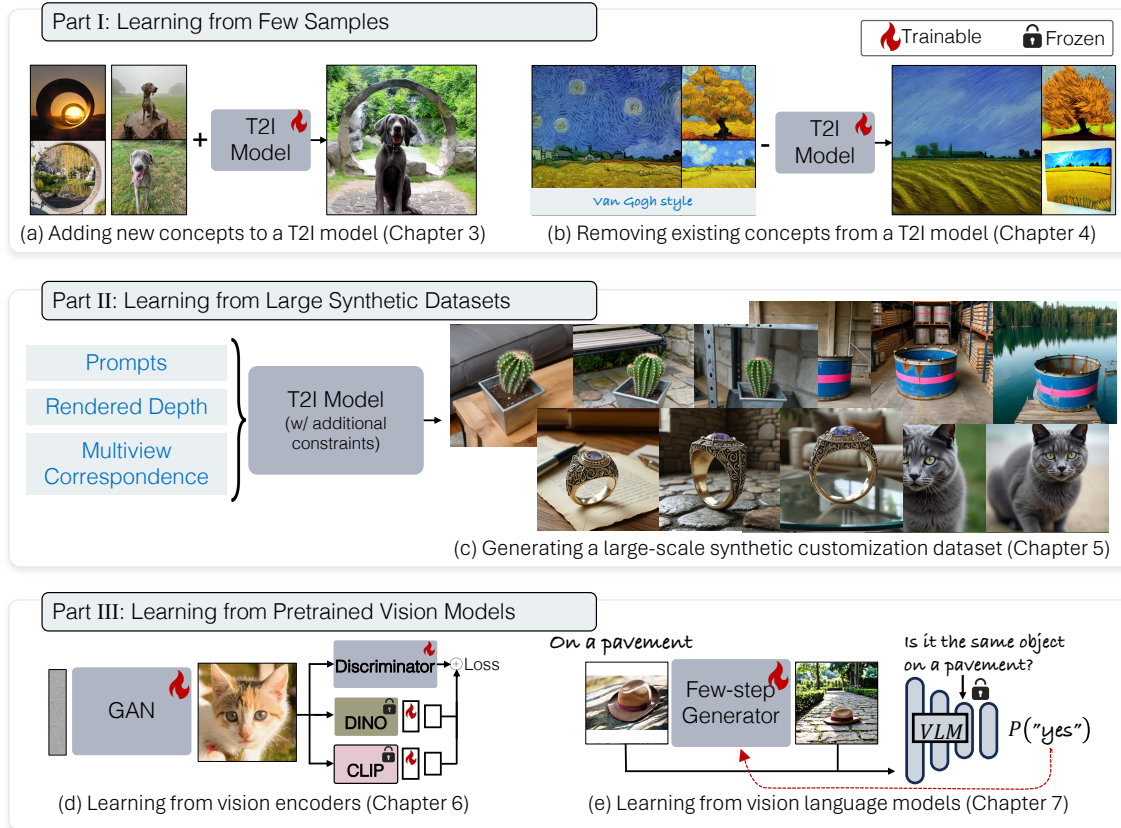 Part I: Learning from Few Samples
Trainable
Frozen
+
T2I
Model
Van Gogh style
-
T2I
Model
(a) Adding new concepts to a T2I model (Chapter 3)
(b) Removing existing concepts from a T2I model (Chapter 4)
Part II: Learning from Large Synthetic Datasets
Prompts
Rendered Depth
Multiview
Correspondence
T2I Model
(w/ additional
constraints)
(c) Generating a large-scale synthetic customization dataset (Chapter 5)
Part III: Learning from Pretrained Vision Models
GAN
Discriminator
+
Loss
DINO
CLIP
(d) Learning from vision encoders (Chapter 6)
On a pavement
Few-step
Generator
Is it the same object
on a pavement?
VLM
P("yes")
(e) Learning from vision language models (Chapter 7)